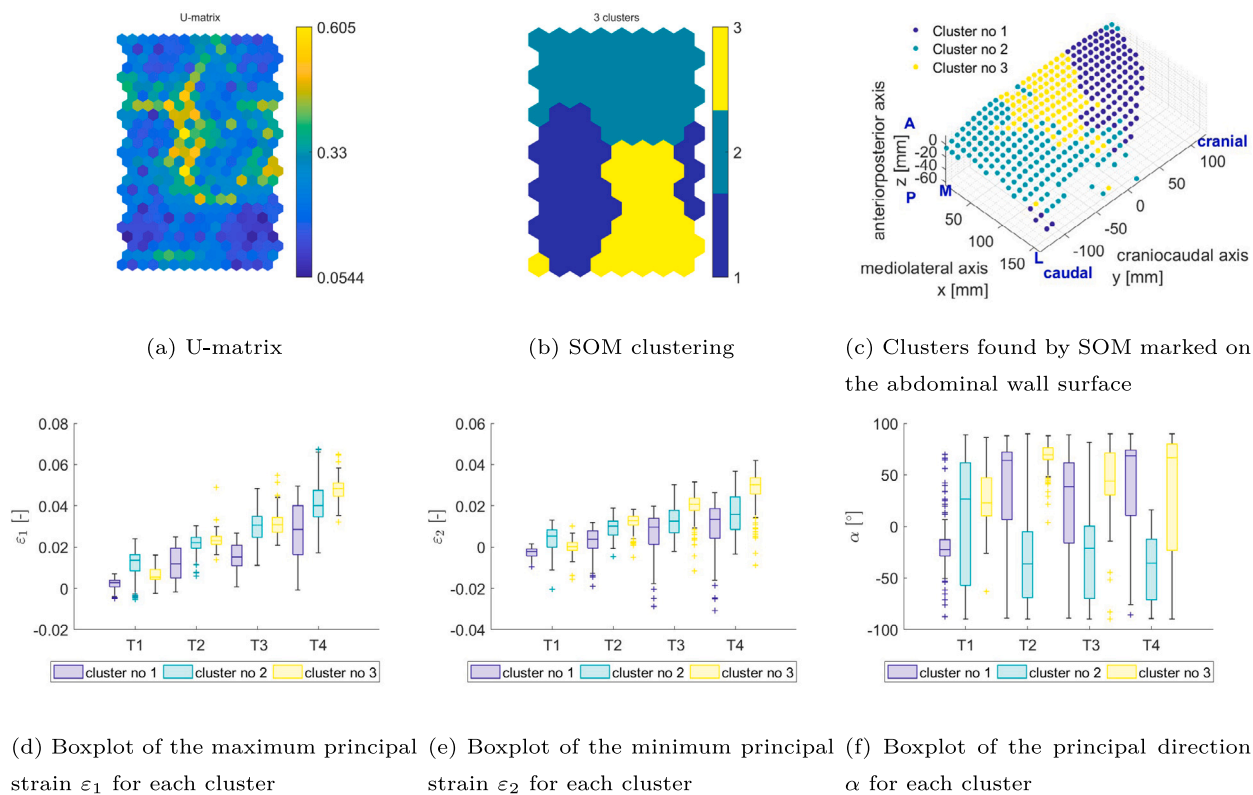 U-matrix
0.605
0.33
0.0544
(a) U-matrix
3 clusters
3
2
1
(b) SOM clustering
Cluster no 1
Cluster no 2
Cluster no 3
anteriorposterior axis
z [mm]
A
P
0
-20
-40
-60
M
50
100
150
mediolateral axis
x [mm]
L
caudal
-100
-50
0
50
100
cranial
craniocaudal axis
y [mm]
(c) Clusters found by SOM marked on
the abdominal wall surface
0.08
0.06
0.04
0.02
0
-0.02
ε1 [-]
T1 T2 T3 T4
cluster no 1 cluster no 2 cluster no 3
(d) Boxplot of the maximum principal
strain ε1 for each cluster
0.06
0.04
0.02
0
-0.02
-0.04
ε2 [-]
T1 T2 T3 T4
cluster no 1 cluster no 2 cluster no 3
(e) Boxplot of the minimum principal
strain ε2 for each cluster
100
50
0
-50
-100
α [°]
T1 T2 T3 T4
cluster no 1 cluster no 2 cluster no 3
(f) Boxplot of the principal direction
α for each cluster